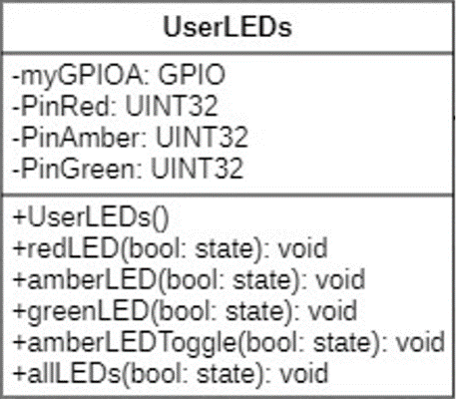 UserLEDs
-myGPIOA: GPIO
-PinRed: UINT32
-PinAmber: UINT32
-PinGreen: UINT32
+UserLEDs()
+redLED(bool: state): void
+amberLED(bool: state): void
+greenLED(bool: state): void
+amberLEDToggle(bool: state): void
+allLEDs(bool: state): void